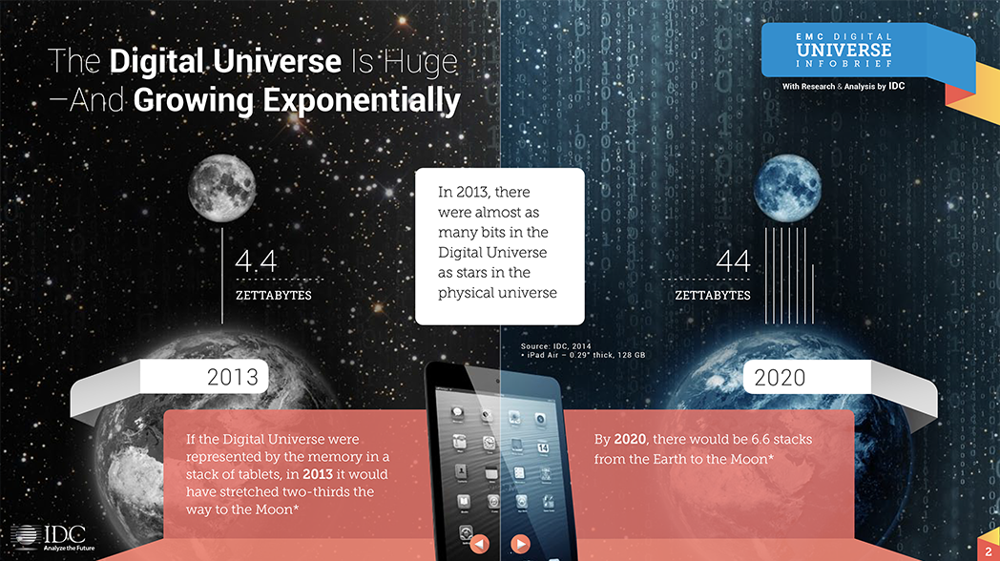 The Digital Universe Is Huge
–And Growing Exponentially
EMC DIGITAL
UNIVERSE
INFOBRIEF
With Research & Analysis by IDC
In 2013, there
were almost as
many bits in the
Digital Universe
as stars in the
physical universe
4.4
ZETTABYTES
44
ZETTABYTES
Source: IDC, 2014
• iPad Air – 0.29" thick, 128 GB
2013
2020
If the Digital Universe were
represented by the memory in a
stack of tablets, in 2013 it would
have stretched two-thirds the
way to the Moon*
By 2020, there would be 6.6 stacks
from the Earth to the Moon*
14
IDC
Analyze the Future
2